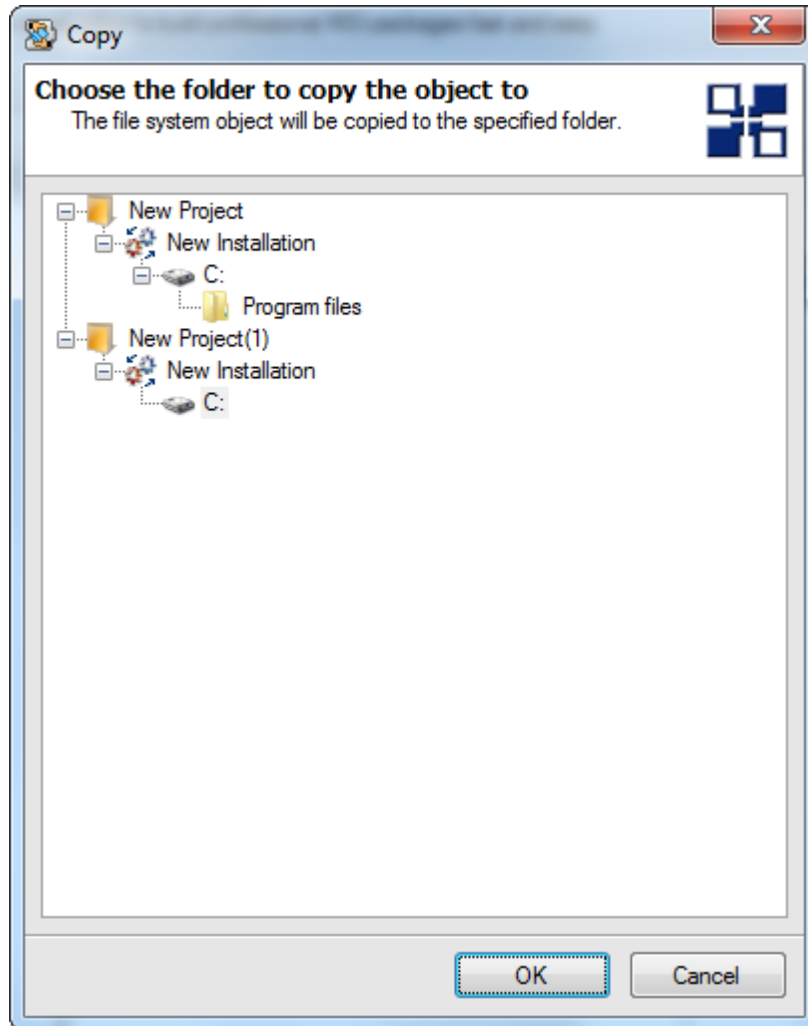 Copy
Choose the folder to copy the object to
The file system object will be copied to the specified folder.
New Project
New Installation
C:
Program files
New Project(1)
New Installation
C:
OK Cancel